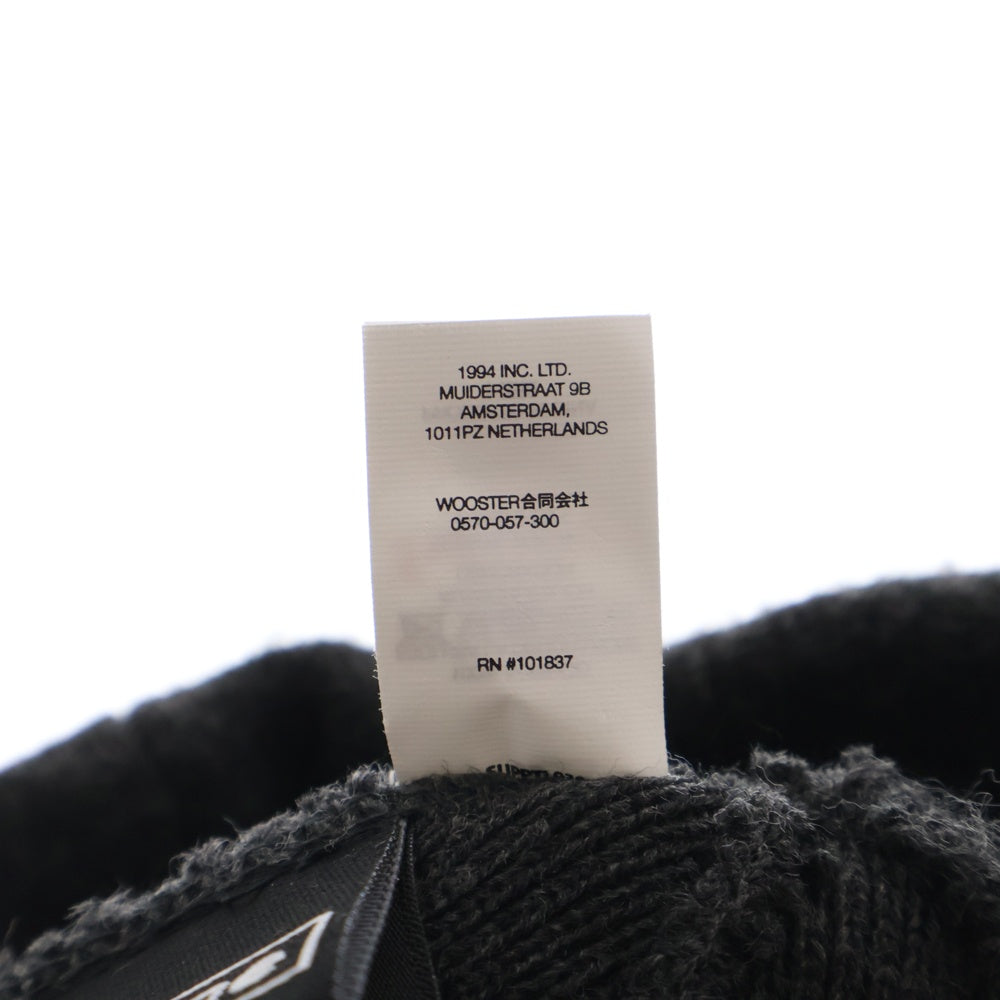 1994 INC. LTD.
MUIDERSTRAAT 9B
AMSTERDAM,
1011PZ NETHERLANDS
WOOSTER合同会社
0570-057-300
RN #101837